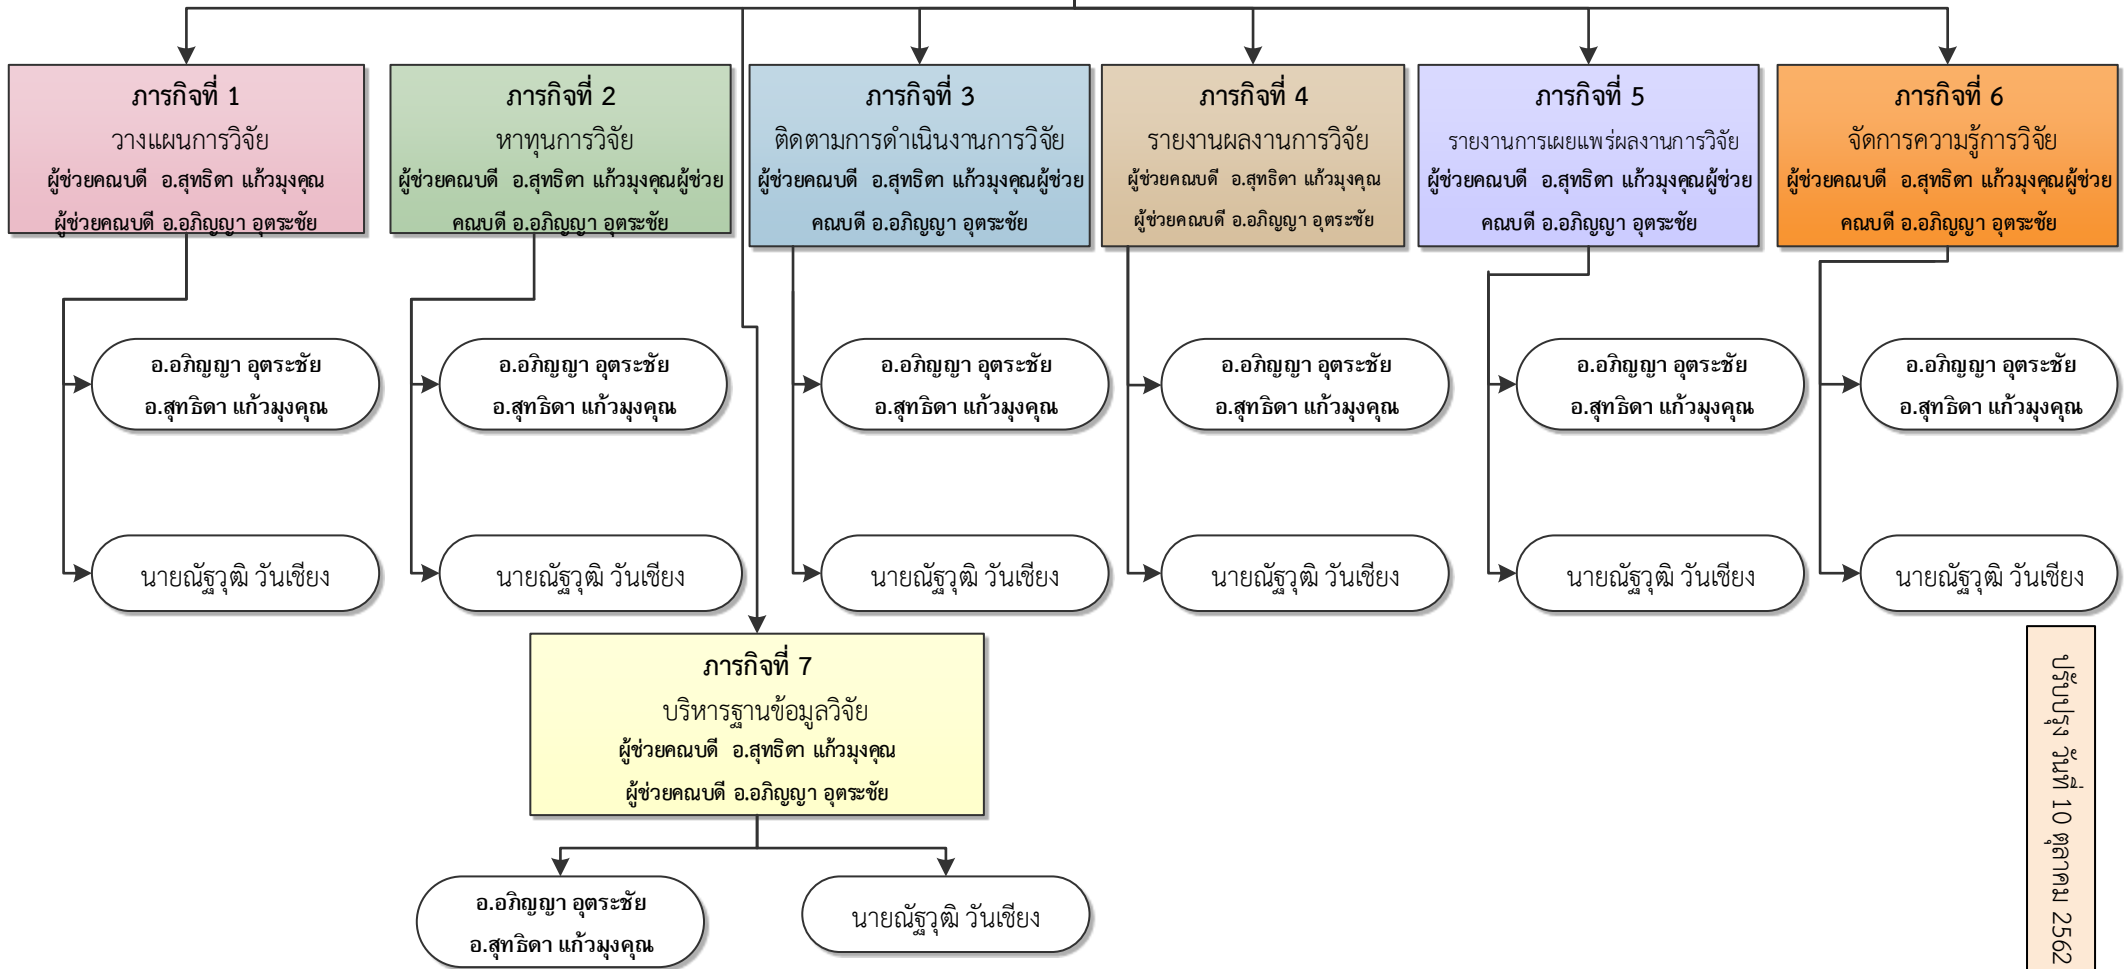 ภารกิจที่ 1
วางแผนการวิจัย
ผู้ช่วยคณบดี อ.สุทธิดา แก้วมุงคุณ
ผู้ช่วยคณบดี อ.อภิญญา อุตระชัย
ภารกิจที่ 2
หาทุนการวิจัย
ผู้ช่วยคณบดี อ.สุทธิดา แก้วมุงคุณผู้ช่วย
คณบดี อ.อภิญญา อุตระชัย
ภารกิจที่ 3
ติดตามการดำเนินงานการวิจัย
ผู้ช่วยคณบดี อ.สุทธิดา แก้วมุงคุณผู้ช่วย
คณบดี อ.อภิญญา อุตระชัย
ภารกิจที่ 4
รายงานผลงานการวิจัย
ผู้ช่วยคณบดี อ.สุทธิดา แก้วมุงคุณ
ผู้ช่วยคณบดี อ.อภิญญา อุตระชัย
ภารกิจที่ 5
รายงานการเผยแพร่ผลงานการวิจัย
ผู้ช่วยคณบดี อ.สุทธิดา แก้วมุงคุณผู้ช่วย
คณบดี อ.อภิญญา อุตระชัย
ภารกิจที่ 6
จัดการความรู้การวิจัย
ผู้ช่วยคณบดี อ.สุทธิดา แก้วมุงคุณผู้ช่วย
คณบดี อ.อภิญญา อุตระชัย
อ.อภิญญา อุตระชัย
อ.สุทธิดา แก้วมุงคุณ
อ.อภิญญา อุตระชัย
อ.สุทธิดา แก้วมุงคุณ
อ.อภิญญา อุตระชัย
อ.สุทธิดา แก้วมุงคุณ
อ.อภิญญา อุตระชัย
อ.สุทธิดา แก้วมุงคุณ
อ.อภิญญา อุตระชัย
อ.สุทธิดา แก้วมุงคุณ
อ.อภิญญา อุตระชัย
อ.สุทธิดา แก้วมุงคุณ
นายณัฐวุฒิ วันเชียง
นายณัฐวุฒิ วันเชียง
นายณัฐวุฒิ วันเชียง
นายณัฐวุฒิ วันเชียง
นายณัฐวุฒิ วันเชียง
นายณัฐวุฒิ วันเชียง
ภารกิจที่ 7
บริหารฐานข้อมูลวิจัย
ผู้ช่วยคณบดี อ.สุทธิดา แก้วมุงคุณ
ผู้ช่วยคณบดี อ.อภิญญา อุตระชัย
อ.อภิญญา อุตระชัย
อ.สุทธิดา แก้วมุงคุณ
นายณัฐวุฒิ วันเชียง
ปรับปรุง วันที่ 10 ตุลาคม 2562